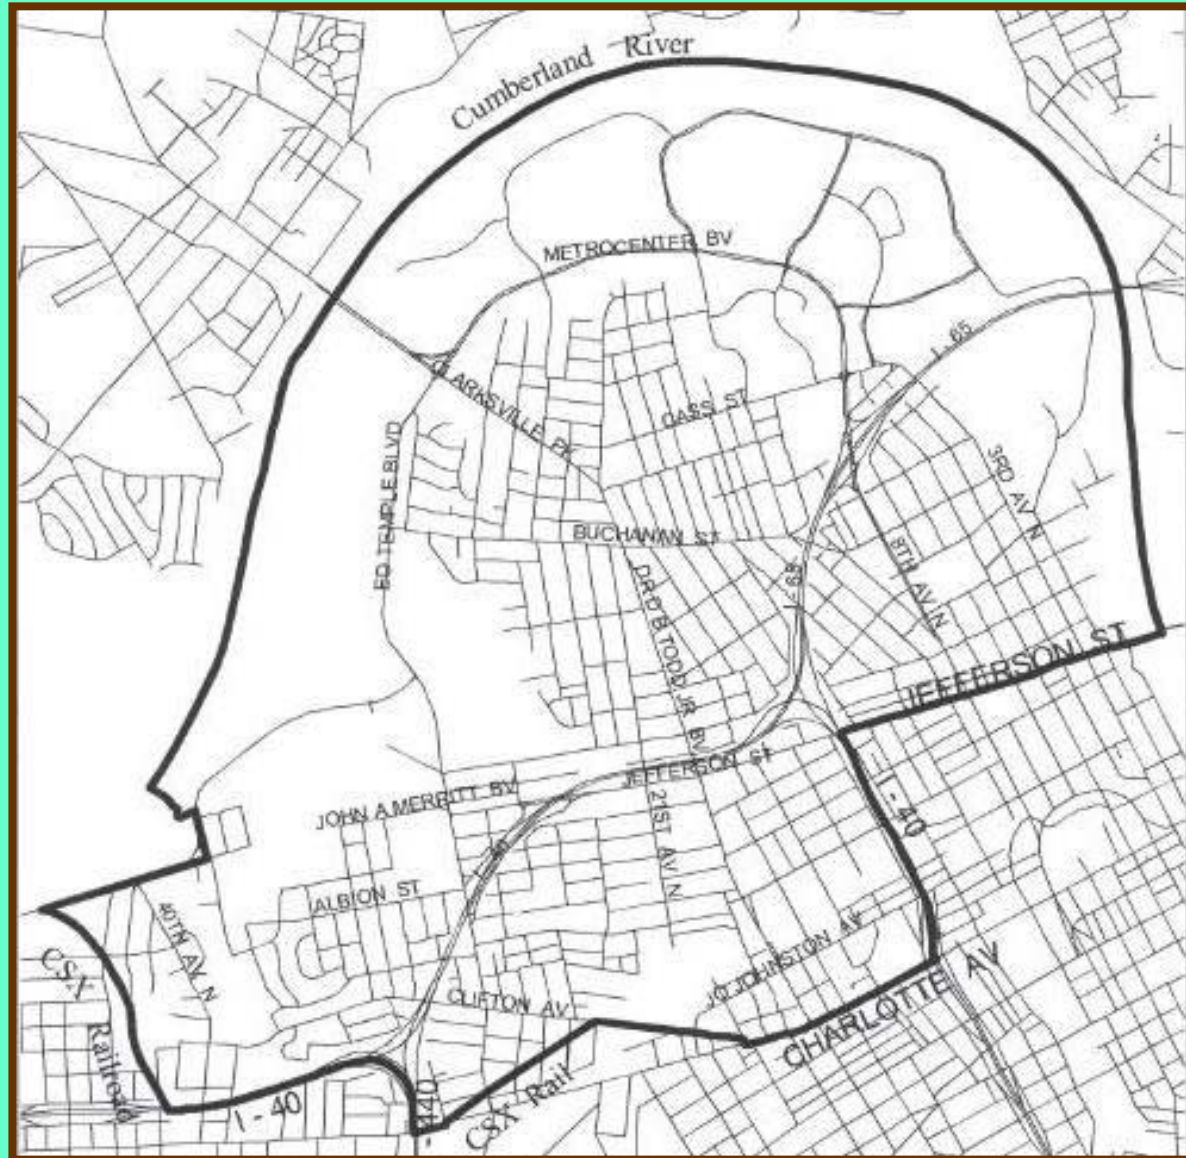 Cumberland River
METROCENTER BV
I - 65
CLARKSVILLE PK
CASS ST
ED TEMPLE BLVD
3RD AV N
BUCHANAN ST
8TH AV N
I - 65
DR D B TODD JR BV
JEFFERSON ST
JEFFERSON ST
JOHN A MERRITT BV
I - 40
21ST AV N
I - 40
ALBION ST
40TH AV N
JO JOHNSTON AV
CSX Railroad
CLIFTON AV
CHARLOTTE AV
I - 40
I - 440
CSX Rail